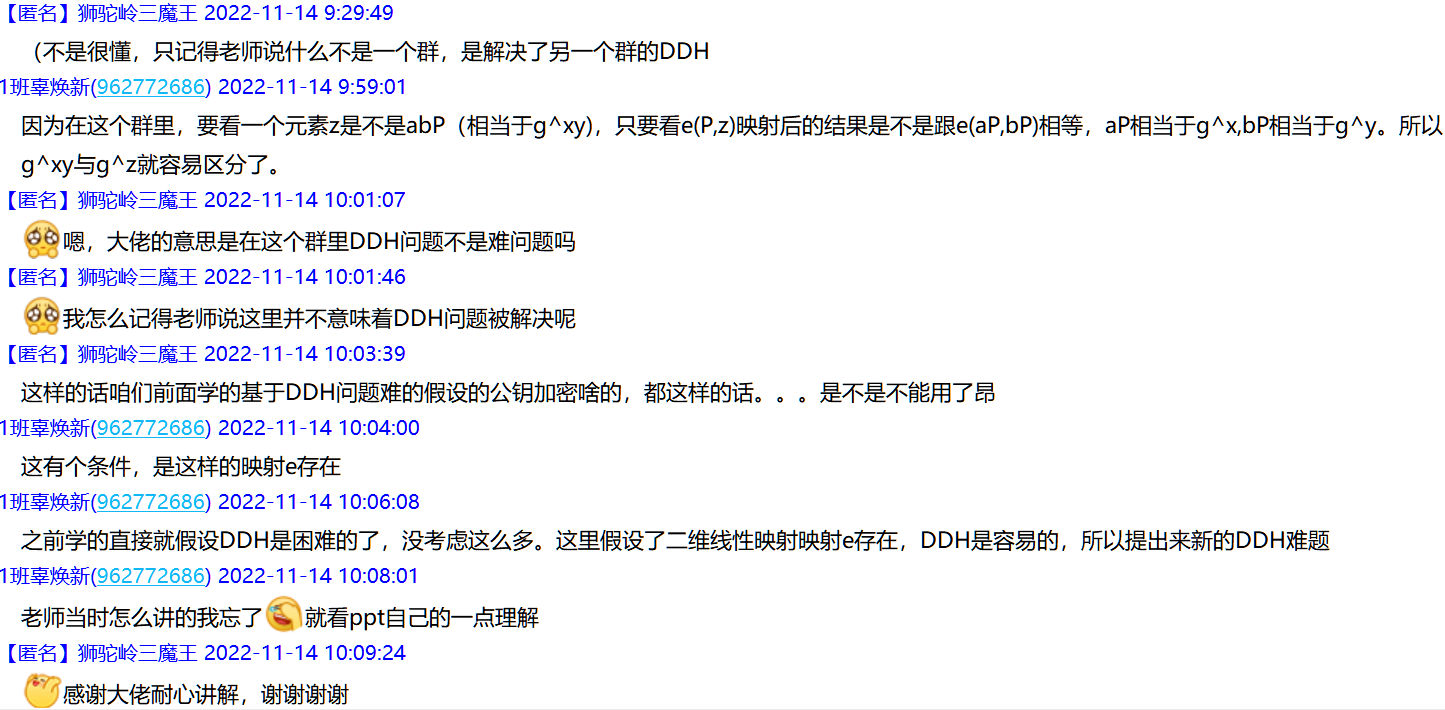 【匿名】狮驼岭三魔王 2022-11-14 9:29:49
（不是很懂，只记得老师说什么不是一个群，是解决了另一个群的DDH
1班辜焕新(962772686) 2022-11-14 9:59:01
因为在这个群里，要看一个元素z是不是abP（相当于g^xy)，只要看e(P,z)映射后的结果是不是跟e(aP,bP)相等，aP相当于g^x,bP相当于g^y。所以
g^xy与g^z就容易区分了。
【匿名】狮驼岭三魔王 2022-11-14 10:01:07
嗯，大佬的意思是在这个群里DDH问题不是难问题吗
【匿名】狮驼岭三魔王 2022-11-14 10:01:46
我怎么记得老师说这里并不意味着DDH问题被解决呢
【匿名】狮驼岭三魔王 2022-11-14 10:03:39
这样的话咱们前面学的基于DDH问题难的假设的公钥加密啥的，都这样的话。。。是不是不能用了昂
1班辜焕新(962772686) 2022-11-14 10:04:00
这有个条件，是这样的映射e存在
1班辜焕新(962772686) 2022-11-14 10:06:08
之前学的直接就假设DDH是困难的了，没考虑这么多。这里假设了二维线性映射映射e存在，DDH是容易的，所以提出来新的DDH难题
1班辜焕新(962772686) 2022-11-14 10:08:01
老师当时怎么讲的我忘了就看ppt自己的一点理解
【匿名】狮驼岭三魔王 2022-11-14 10:09:24
感谢大佬耐心讲解，谢谢谢谢